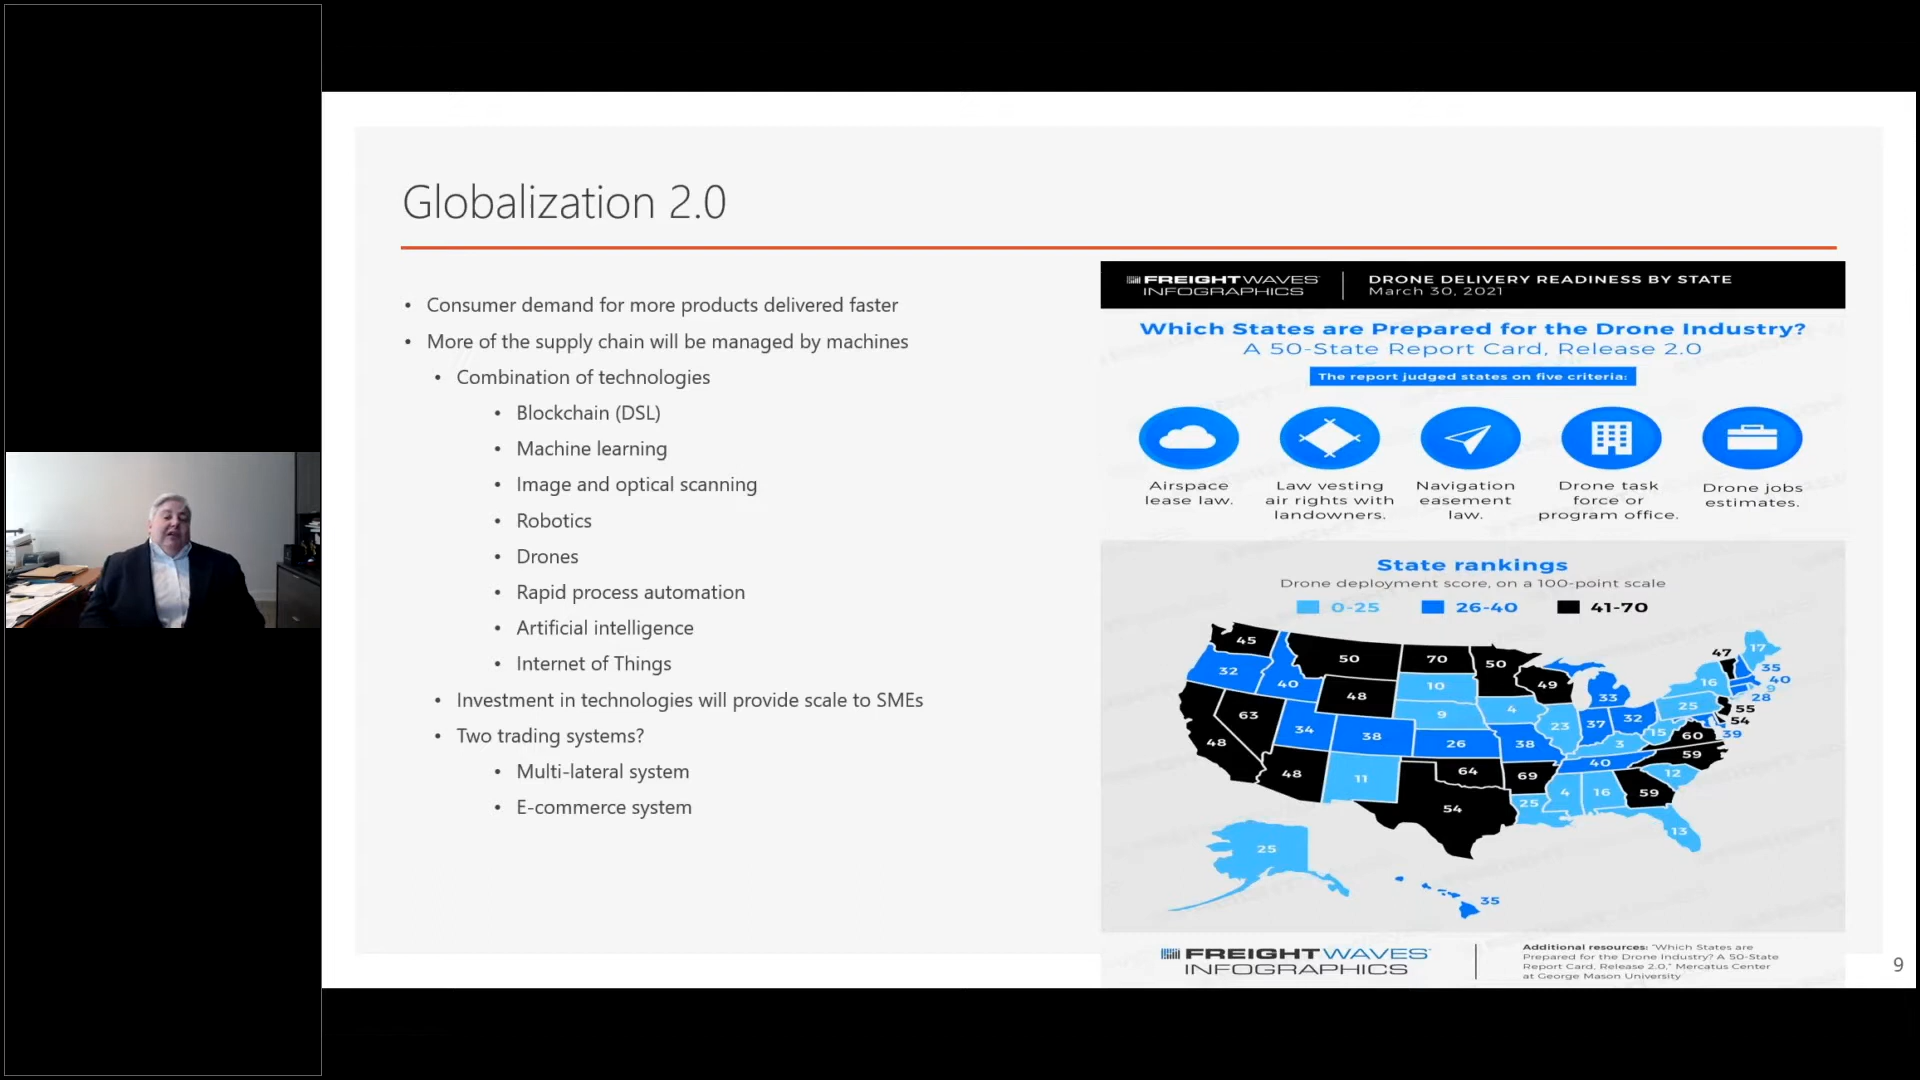 Globalization 2.0
• Consumer demand for more products delivered faster
• More of the supply chain will be managed by machines
• Combination of technologies
• Blockchain (DSL)
• Machine learning
• Image and optical scanning
• Robotics
• Drones
• Rapid process automation
• Artificial intelligence
• Internet of Things
• Investment in technologies will provide scale to SMEs
• Two trading systems?
• Multi-lateral system
• E-commerce system
FREIGHTWAVES
INFOGRAPHICS
DRONE DELIVERY READINESS BY STATE
March 30, 2021
Which States are Prepared for the Drone Industry?
A 50-State Report Card, Release 2.0
The report judged states on five criteria:
Airspace
lease law.
Law vesting
air rights with
landowners.
Navigation
easement
law.
Drone task
force or
program office.
Drone jobs
estimates.
State rankings
Drone deployment score, on a 100-point scale
0-25 26-40 41-70
45
50
70
50
47
17
32
40
48
10
49
33
16
35
40
9
28
63
9
4
25
55
54
48
34
38
26
38
23
37
32
15
60
39
3
59
48
11
64
69
40
12
54
25
4
16
59
13
25
35
FREIGHTWAVES
INFOGRAPHICS
Additional resources: "Which States are
Prepared for the Drone Industry? A 50-State
Report Card, Release 2.0," Mercatus Center
at George Mason University
9